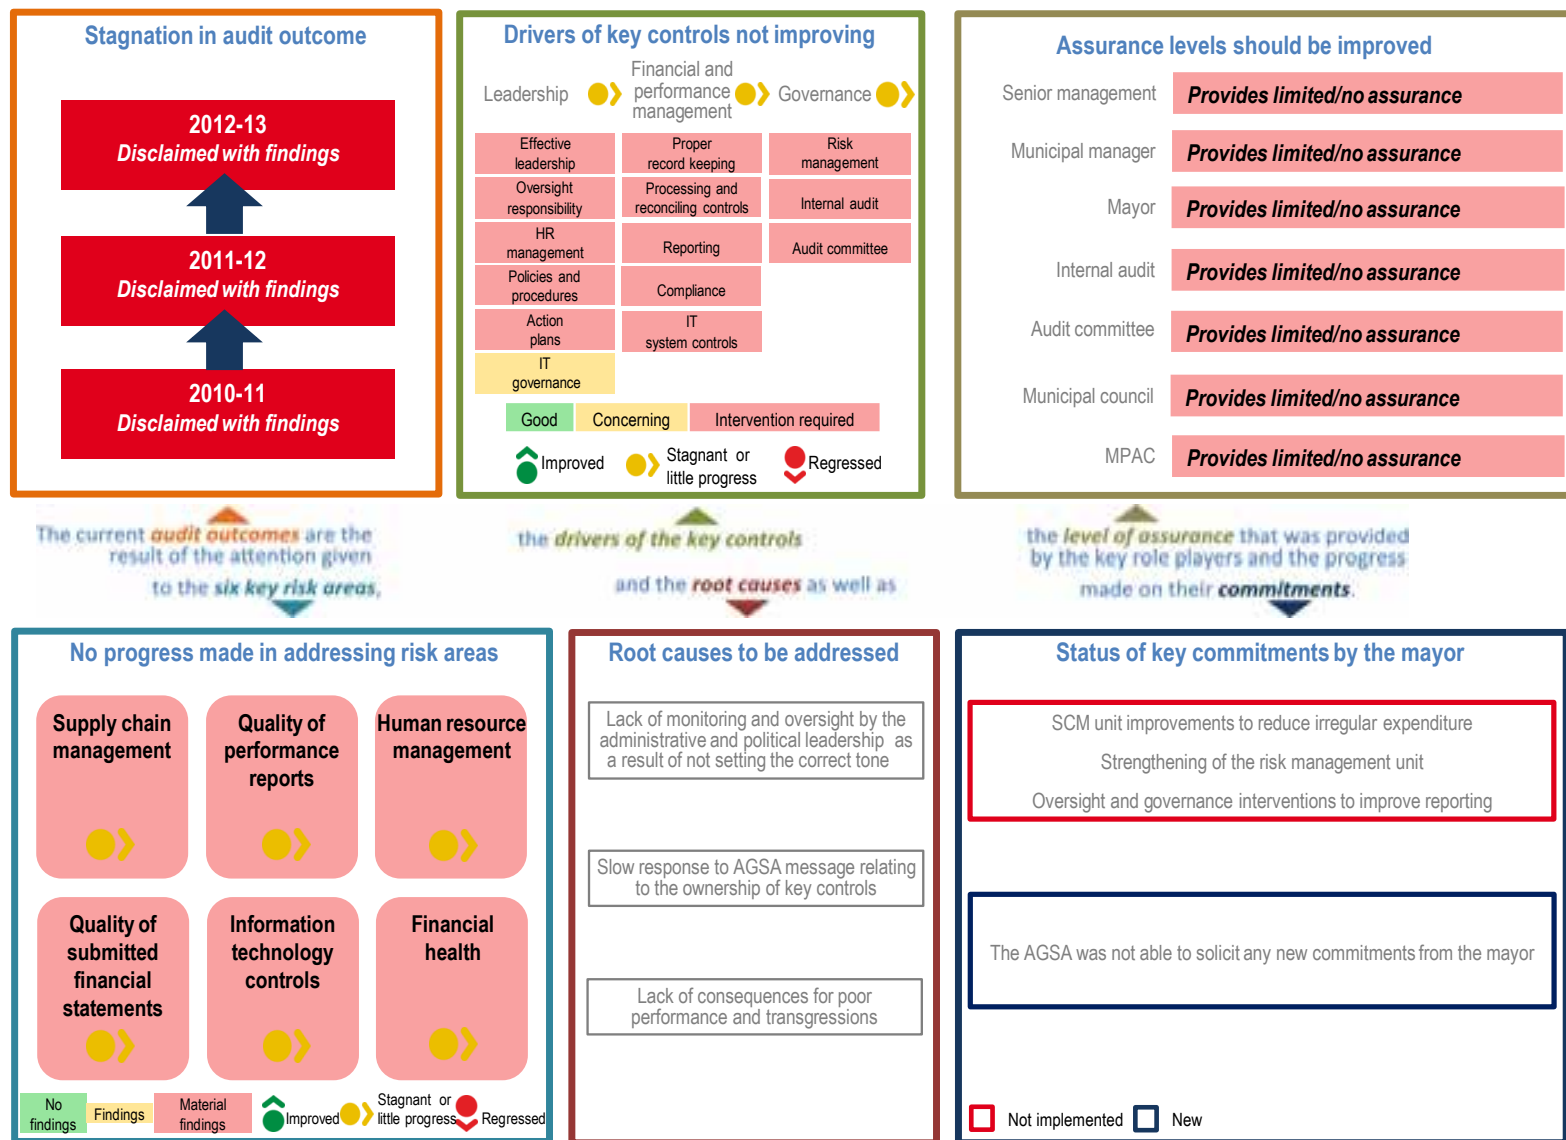 Stagnation in audit outcome
2012-13
Disclaimed with findings
2011-12
Disclaimed with findings
2010-11
Disclaimed with findings
Drivers of key controls not improving
Leadership
Financial and
performance
management
Governance
Effective
leadership
Oversight
responsibility
HR
management
Policies and
procedures
Action
plans
IT
governance
Proper
record keeping
Processing and
reconciling controls
Reporting
Compliance
IT
system controls
Risk
management
Internal audit
Audit committee
Good
Concerning
Intervention required
Improved
Stagnant or
little progress
Regressed
Assurance levels should be improved
Senior management
Provides limited/no assurance
Municipal manager
Provides limited/no assurance
Mayor
Provides limited/no assurance
Internal audit
Provides limited/no assurance
Audit committee
Provides limited/no assurance
Municipal council
Provides limited/no assurance
MPAC
Provides limited/no assurance
The current audit outcomes are the
result of the attention given
to the six key risk areas,
the drivers of the key controls
and the root causes as well as
the level of assurance that was provided
by the key role players and the progress
made on their commitments.
No progress made in addressing risk areas
Supply chain
management
Quality of
performance
reports
Human resource
management
Quality of
submitted
financial
statements
Information
technology
controls
Financial
health
No
findings
Findings
Material
findings
Improved
Stagnant or
little progress
Regressed
Root causes to be addressed
Lack of monitoring and oversight by the
administrative and political leadership as
a result of not setting the correct tone
Slow response to AGSA message relating
to the ownership of key controls
Lack of consequences for poor
performance and transgressions
Status of key commitments by the mayor
SCM unit improvements to reduce irregular expenditure
Strengthening of the risk management unit
Oversight and governance interventions to improve reporting
The AGSA was not able to solicit any new commitments from the mayor
Not implemented
New